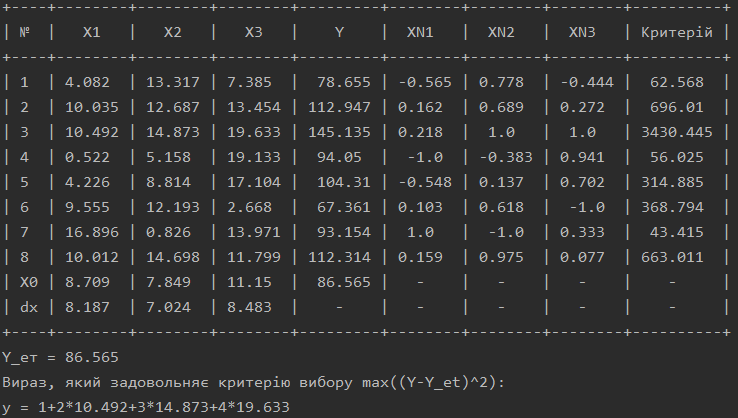 +----+--------+--------+--------+---------+--------+--------+--------+----------+
| №  |   X1   |   X2   |   X3   |    Y    |  XN1   |  XN2   |  XN3   | Критерій |
+----+--------+--------+--------+---------+--------+--------+--------+----------+
| 1  | 4.082  | 13.317 | 7.385  |  78.655 | -0.565 | 0.778  | -0.444 |  62.568  |
| 2  | 10.035 | 12.687 | 13.454 | 112.947 | 0.162  | 0.689  | 0.272  |  696.01  |
| 3  | 10.492 | 14.873 | 19.633 | 145.135 | 0.218  |  1.0   |  1.0   | 3430.445 |
| 4  | 0.522  | 5.158  | 19.133 |  94.05  |  -1.0  | -0.383 | 0.941  |  56.025  |
| 5  | 4.226  | 8.814  | 17.104 |  104.31 | -0.548 | 0.137  | 0.702  | 314.885  |
| 6  | 9.555  | 12.193 | 2.668  |  67.361 | 0.103  | 0.618  |  -1.0  | 368.794  |
| 7  | 16.896 | 0.826  | 13.971 |  93.154 |  1.0   |  -1.0  | 0.333  |  43.415  |
| 8  | 10.012 | 14.698 | 11.799 | 112.314 | 0.159  | 0.975  | 0.077  | 663.011  |
| X0 | 8.709  | 7.849  | 11.15  |  86.565 |   -    |   -    |   -    |    -     |
| dx | 8.187  | 7.024  | 8.483  |    -    |   -    |   -    |   -    |    -     |
+----+--------+--------+--------+---------+--------+--------+--------+----------+
Y_ет = 86.565
Вираз, який задовольняє критерію вибору max((Y-Y_et)^2):
y = 1+2*10.492+3*14.873+4*19.633